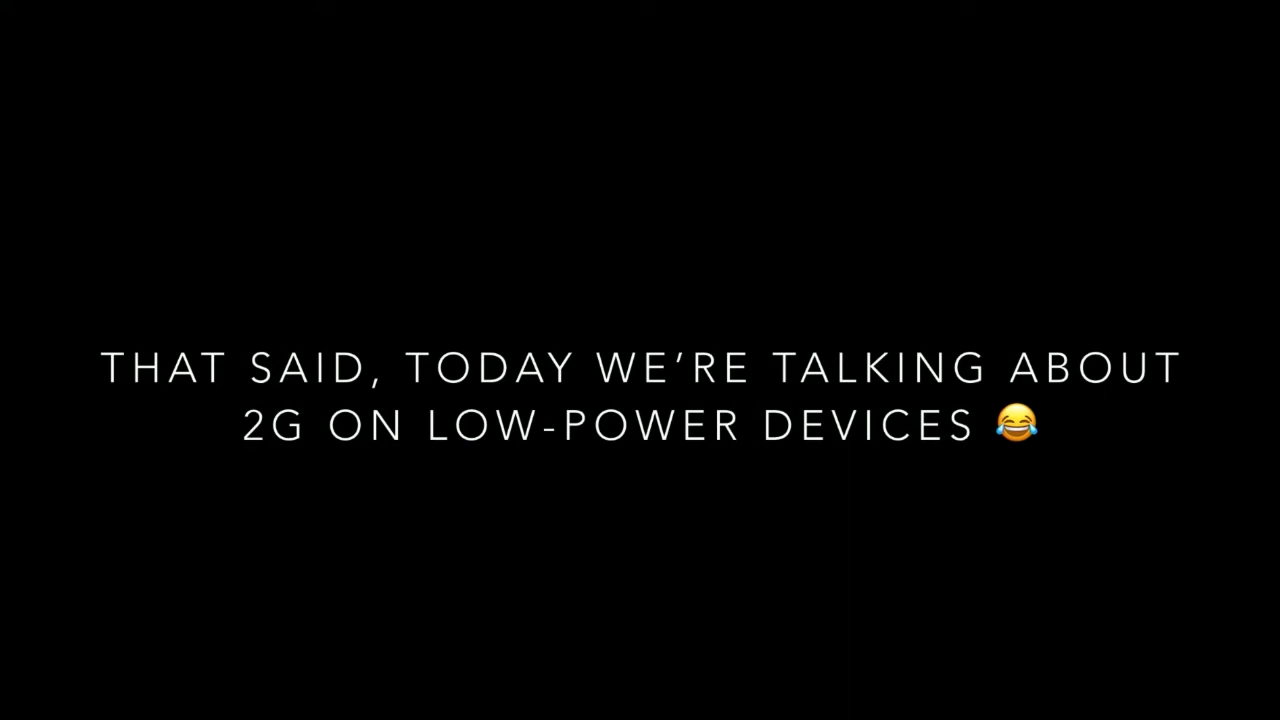 THAT SAID, TODAY WE’RE TALKING ABOUT
2G ON LOW-POWER DEVICES 😂